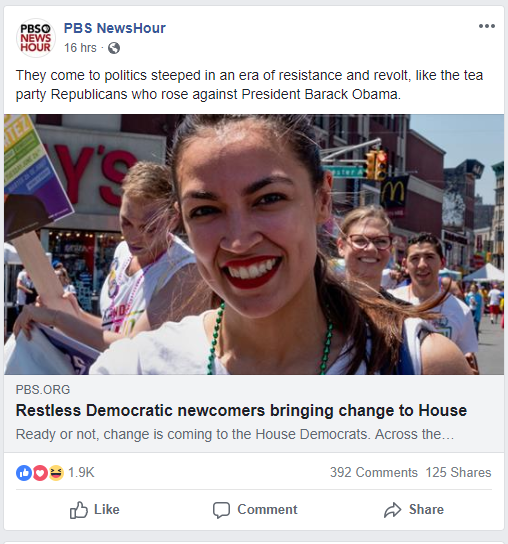 PBS
NEWS
HOUR
PBS NewsHour
16 hrs ·
They come to politics steeped in an era of resistance and revolt, like the tea
party Republicans who rose against President Barack Obama.
Y'S
PBS.ORG
Restless Democratic newcomers bringing change to House
Ready or not, change is coming to the House Democrats. Across the…
1.9K
392 Comments 125 Shares
Like Comment Share